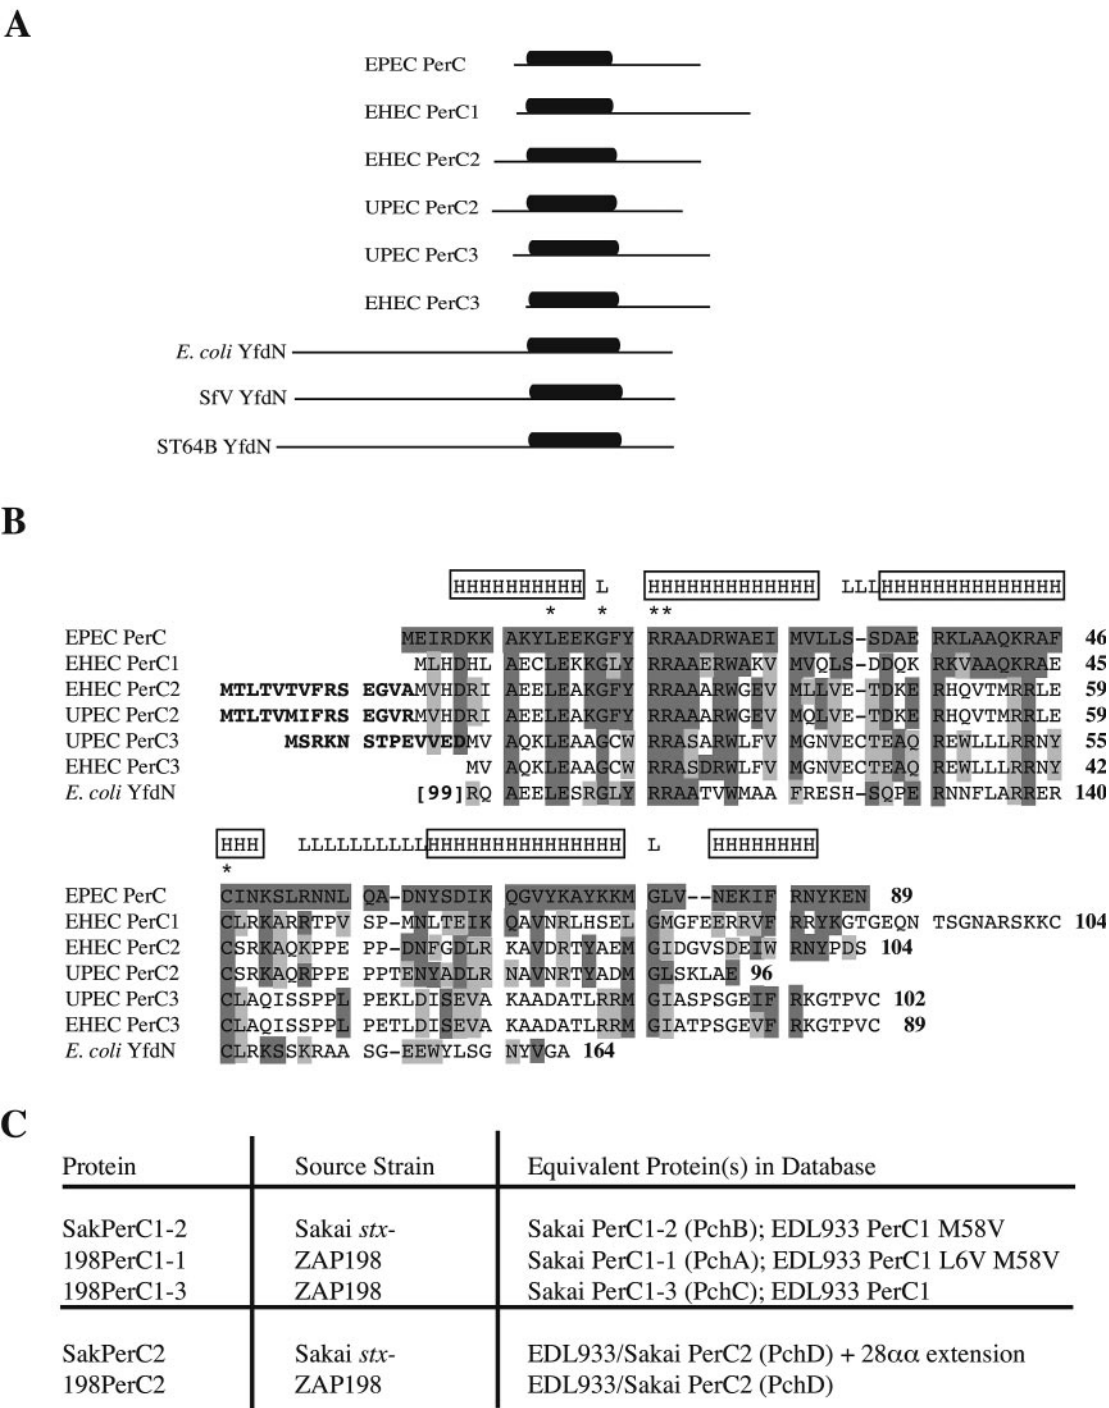 A
EPEC PerC
EHEC PerC1
EHEC PerC2
UPEC PerC2
UPEC PerC3
EHEC PerC3
E. coli YfdN
SfV YfdN
ST64B YfdN
B
HHHHHHHHHH L HHHHHHHHHHHHH LLLHHHHHHHHHHHHHH
* * **
EPEC PerC MEIRDKK AKYLEEKGFY RRAADRWAEI MVLLS-SDAE RKLAAQKRAF 46
EHEC PerC1 MLHDHL AECLEKKGLY RRAAERWAKV MVQLS-DDQK RKVAAQKRAE 45
EHEC PerC2 MTLTVTVFRS EGVAMVHDRI AEELEAKGFY RRAAARWGEV MLLVE-TDKE RHQVTMRRLE 59
UPEC PerC2 MTLTVMIFRS EGVRMVHDRI AEELEAKGFY RRAAARWGEV MQLVE-TDKE RHQVTMRRLE 59
UPEC PerC3 MSRKN STPEVVEDMV AQKLEAAGCW RRASARWLFV MGNVECTEAQ REWLLLRRNY 55
EHEC PerC3 MV AQKLEAAGCW RRASDRWLFV MGNVECTEAQ REWLLLRRNY 42
E. coli YfdN [99]RQ AEELESRGLY RRAATVWMAA FRESH-SQPE RNNFLARRER 140
HHH LLLLLLLLLLHHHHHHHHHHHHHHH L HHHHHHHH
*
EPEC PerC CINKSLRNNL QA-DNYSDIK QGVYKAYKKM GLV--NEKIF RNYKEN 89
EHEC PerC1 CLRKARRTPV SP-MNLTEIK QAVNRLHSEL GMGFEERRVF RRYKGTGEQN TSGNARSKKC 104
EHEC PerC2 CSRKAQKPPE PP-DNFGDLR KAVDRTYAEM GIDGVSDEIW RNYPDS 104
UPEC PerC2 CSRKAQRPPE PPTENYADLR NAVNRTYADM GLSKLAE 96
UPEC PerC3 CLAQISSPPL PEKLDISEVA KAADATLRRM GIASPSGEIF RKGTPVC 102
EHEC PerC3 CLAQISSPPL PETLDISEVA KAADATLRRM GIATPSGEVF RKGTPVC 89
E. coli YfdN CLRKSSKRAA SG-EEWYLSG NYVGA 164
C
Protein Source Strain Equivalent Protein(s) in Database
SakPerC1-2 Sakai stx- Sakai PerC1-2 (PchB); EDL933 PerC1 M58V
198PerC1-1 ZAP198 Sakai PerC1-1 (PchA); EDL933 PerC1 L6V M58V
198PerC1-3 ZAP198 Sakai PerC1-3 (PchC); EDL933 PerC1
SakPerC2 Sakai stx- EDL933/Sakai PerC2 (PchD) + 28αα extension
198PerC2 ZAP198 EDL933/Sakai PerC2 (PchD)